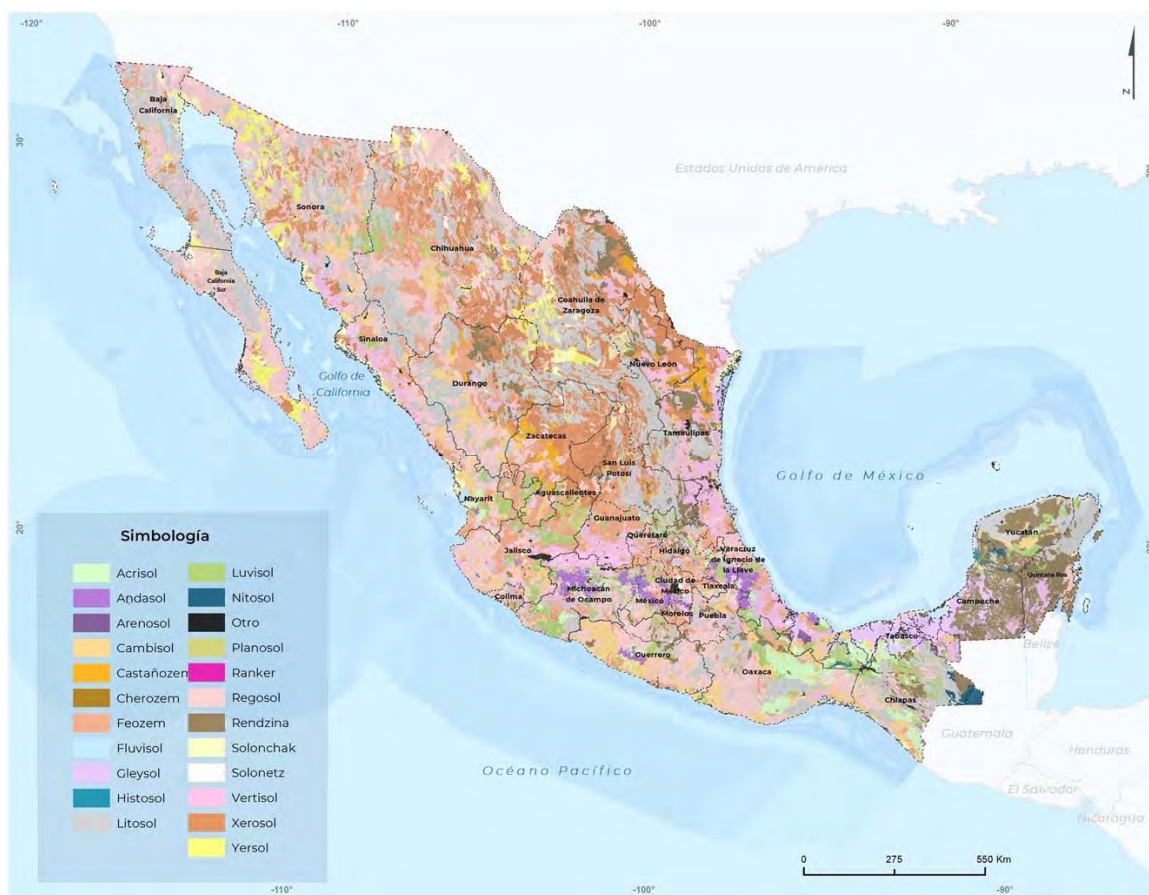 -120°
-110°
-100°
-90°
N
30°
20°
Estados Unidos de América
Baja
California
Sonora
Chihuahua
Baja
California
Sur
Coahuila de
Zaragoza
Sinaloa
Nuevo León
Golfo de
California
Durango
Tamaulipas
Zacatecas
San Luis
Potosí
Golfo de México
Nayarit
Aguascalientes
Guanajuato
Querétaro
Yucatán
Jalisco
Hidalgo
Veracruz
de Ignacio de
la Llave
Quintana Roo
Colima
Michoacán
de Ocampo
Ciudad de
México
Tlaxcala
México
Morelos
Puebla
Campeche
Tabasco
Belize
Guerrero
Oaxaca
Chiapas
Guatemala
Honduras
El Salvador
Nicaragua
Océano Pacífico
Simbología
Acrisol
Andasol
Arenosol
Cambisol
Castañozem
Cherozem
Feozem
Fluvisol
Gleysol
Histosol
Litosol
Luvisol
Nitosol
Otro
Planosol
Ranker
Regosol
Rendzina
Solonchak
Solonetz
Vertisol
Xerosol
Yersol
0 275 550 Km
-110°
-100°
-90°